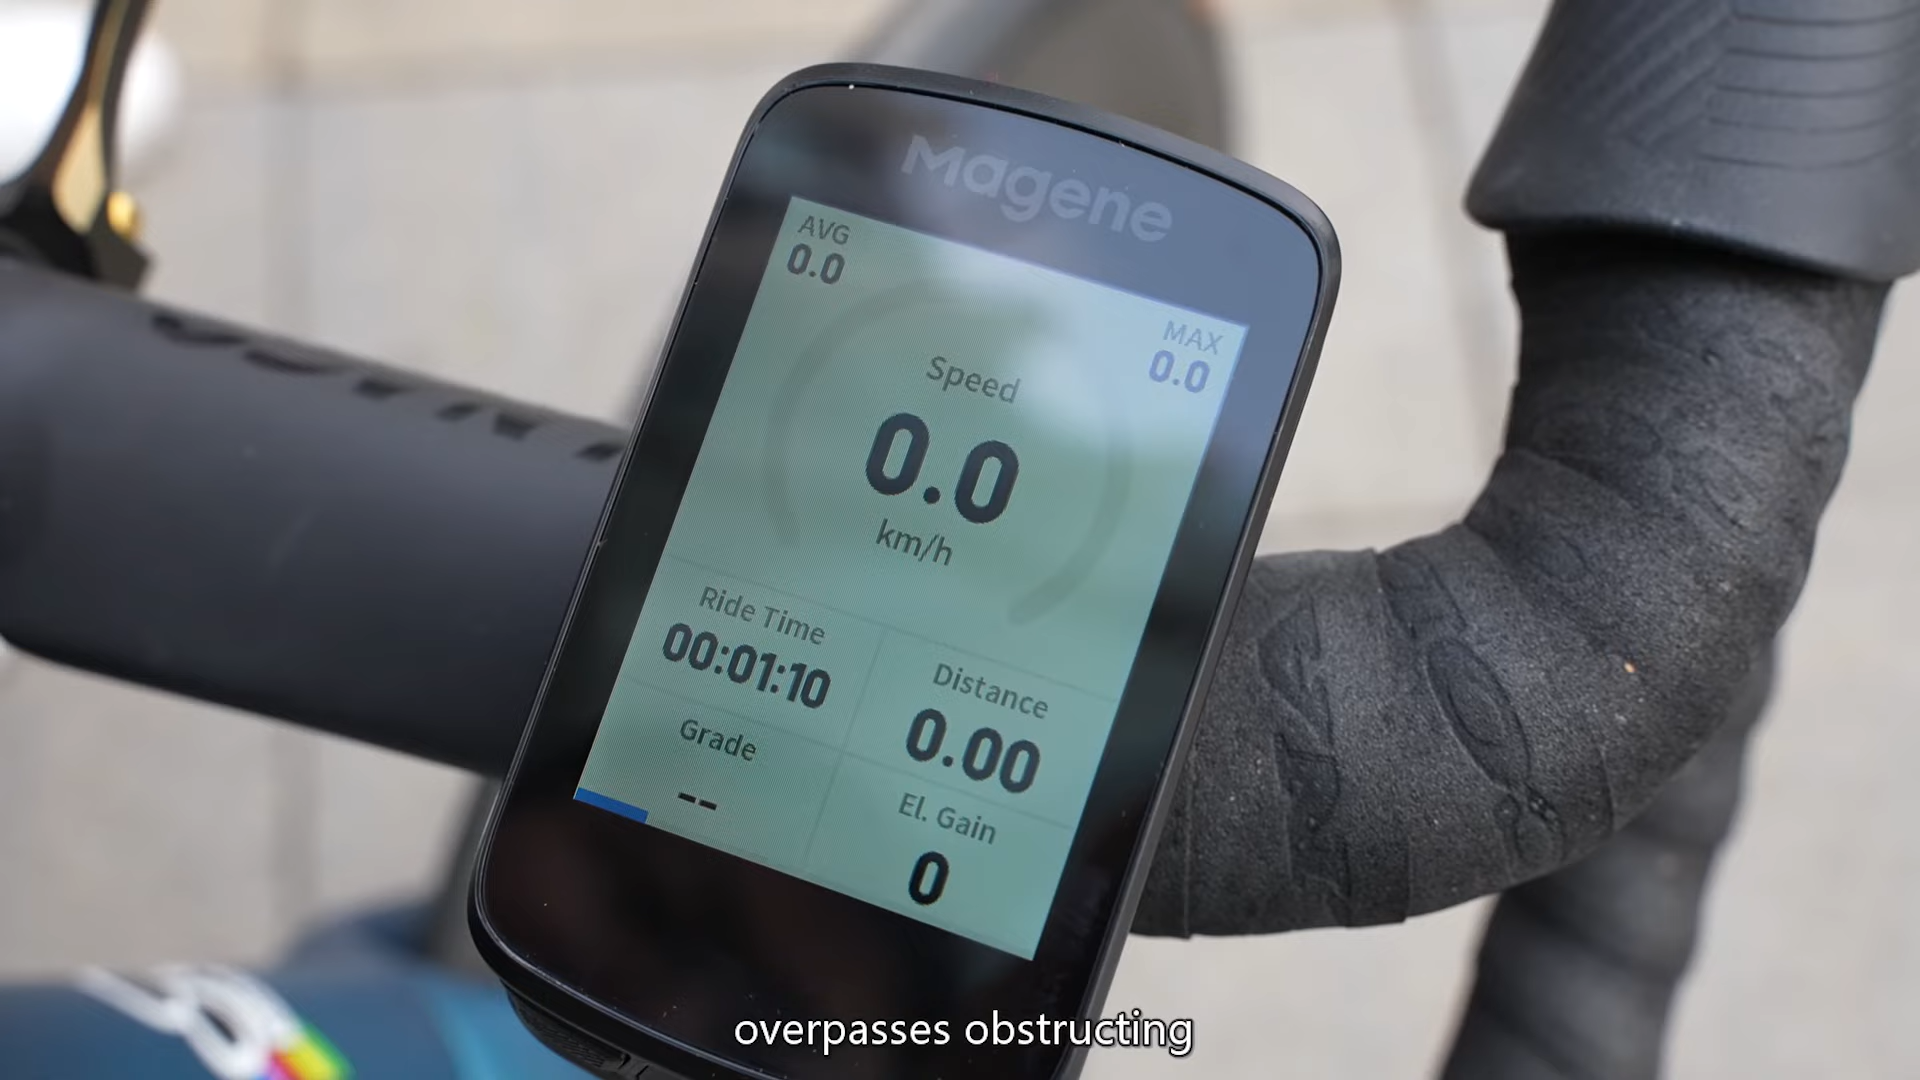 Magene
AVG
0.0
MAX
0.0
Speed
0.0
km/h
Ride Time
00:01:10
Distance
0.00
Grade
--
El. Gain
0
overpasses obstructing